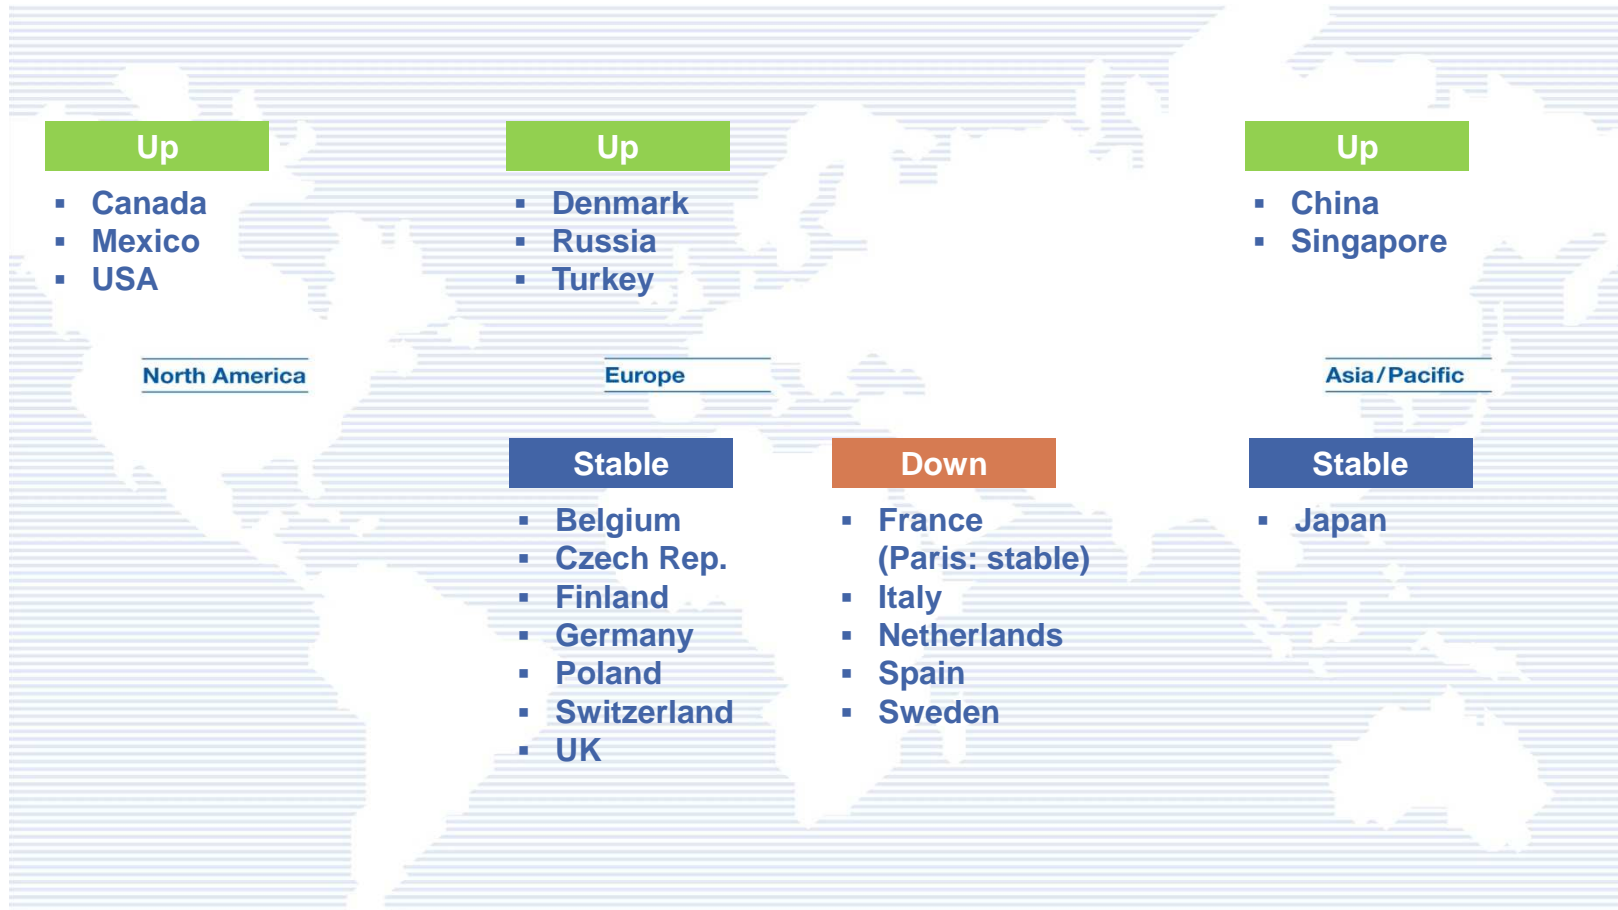 Up
▪ Canada
▪ Mexico
▪ USA
North America
Up
▪ Denmark
▪ Russia
▪ Turkey
Europe
Stable
▪ Belgium
▪ Czech Rep.
▪ Finland
▪ Germany
▪ Poland
▪ Switzerland
▪ UK
Down
▪ France
(Paris: stable)
▪ Italy
▪ Netherlands
▪ Spain
▪ Sweden
Up
▪ China
▪ Singapore
Asia/Pacific
Stable
▪ Japan